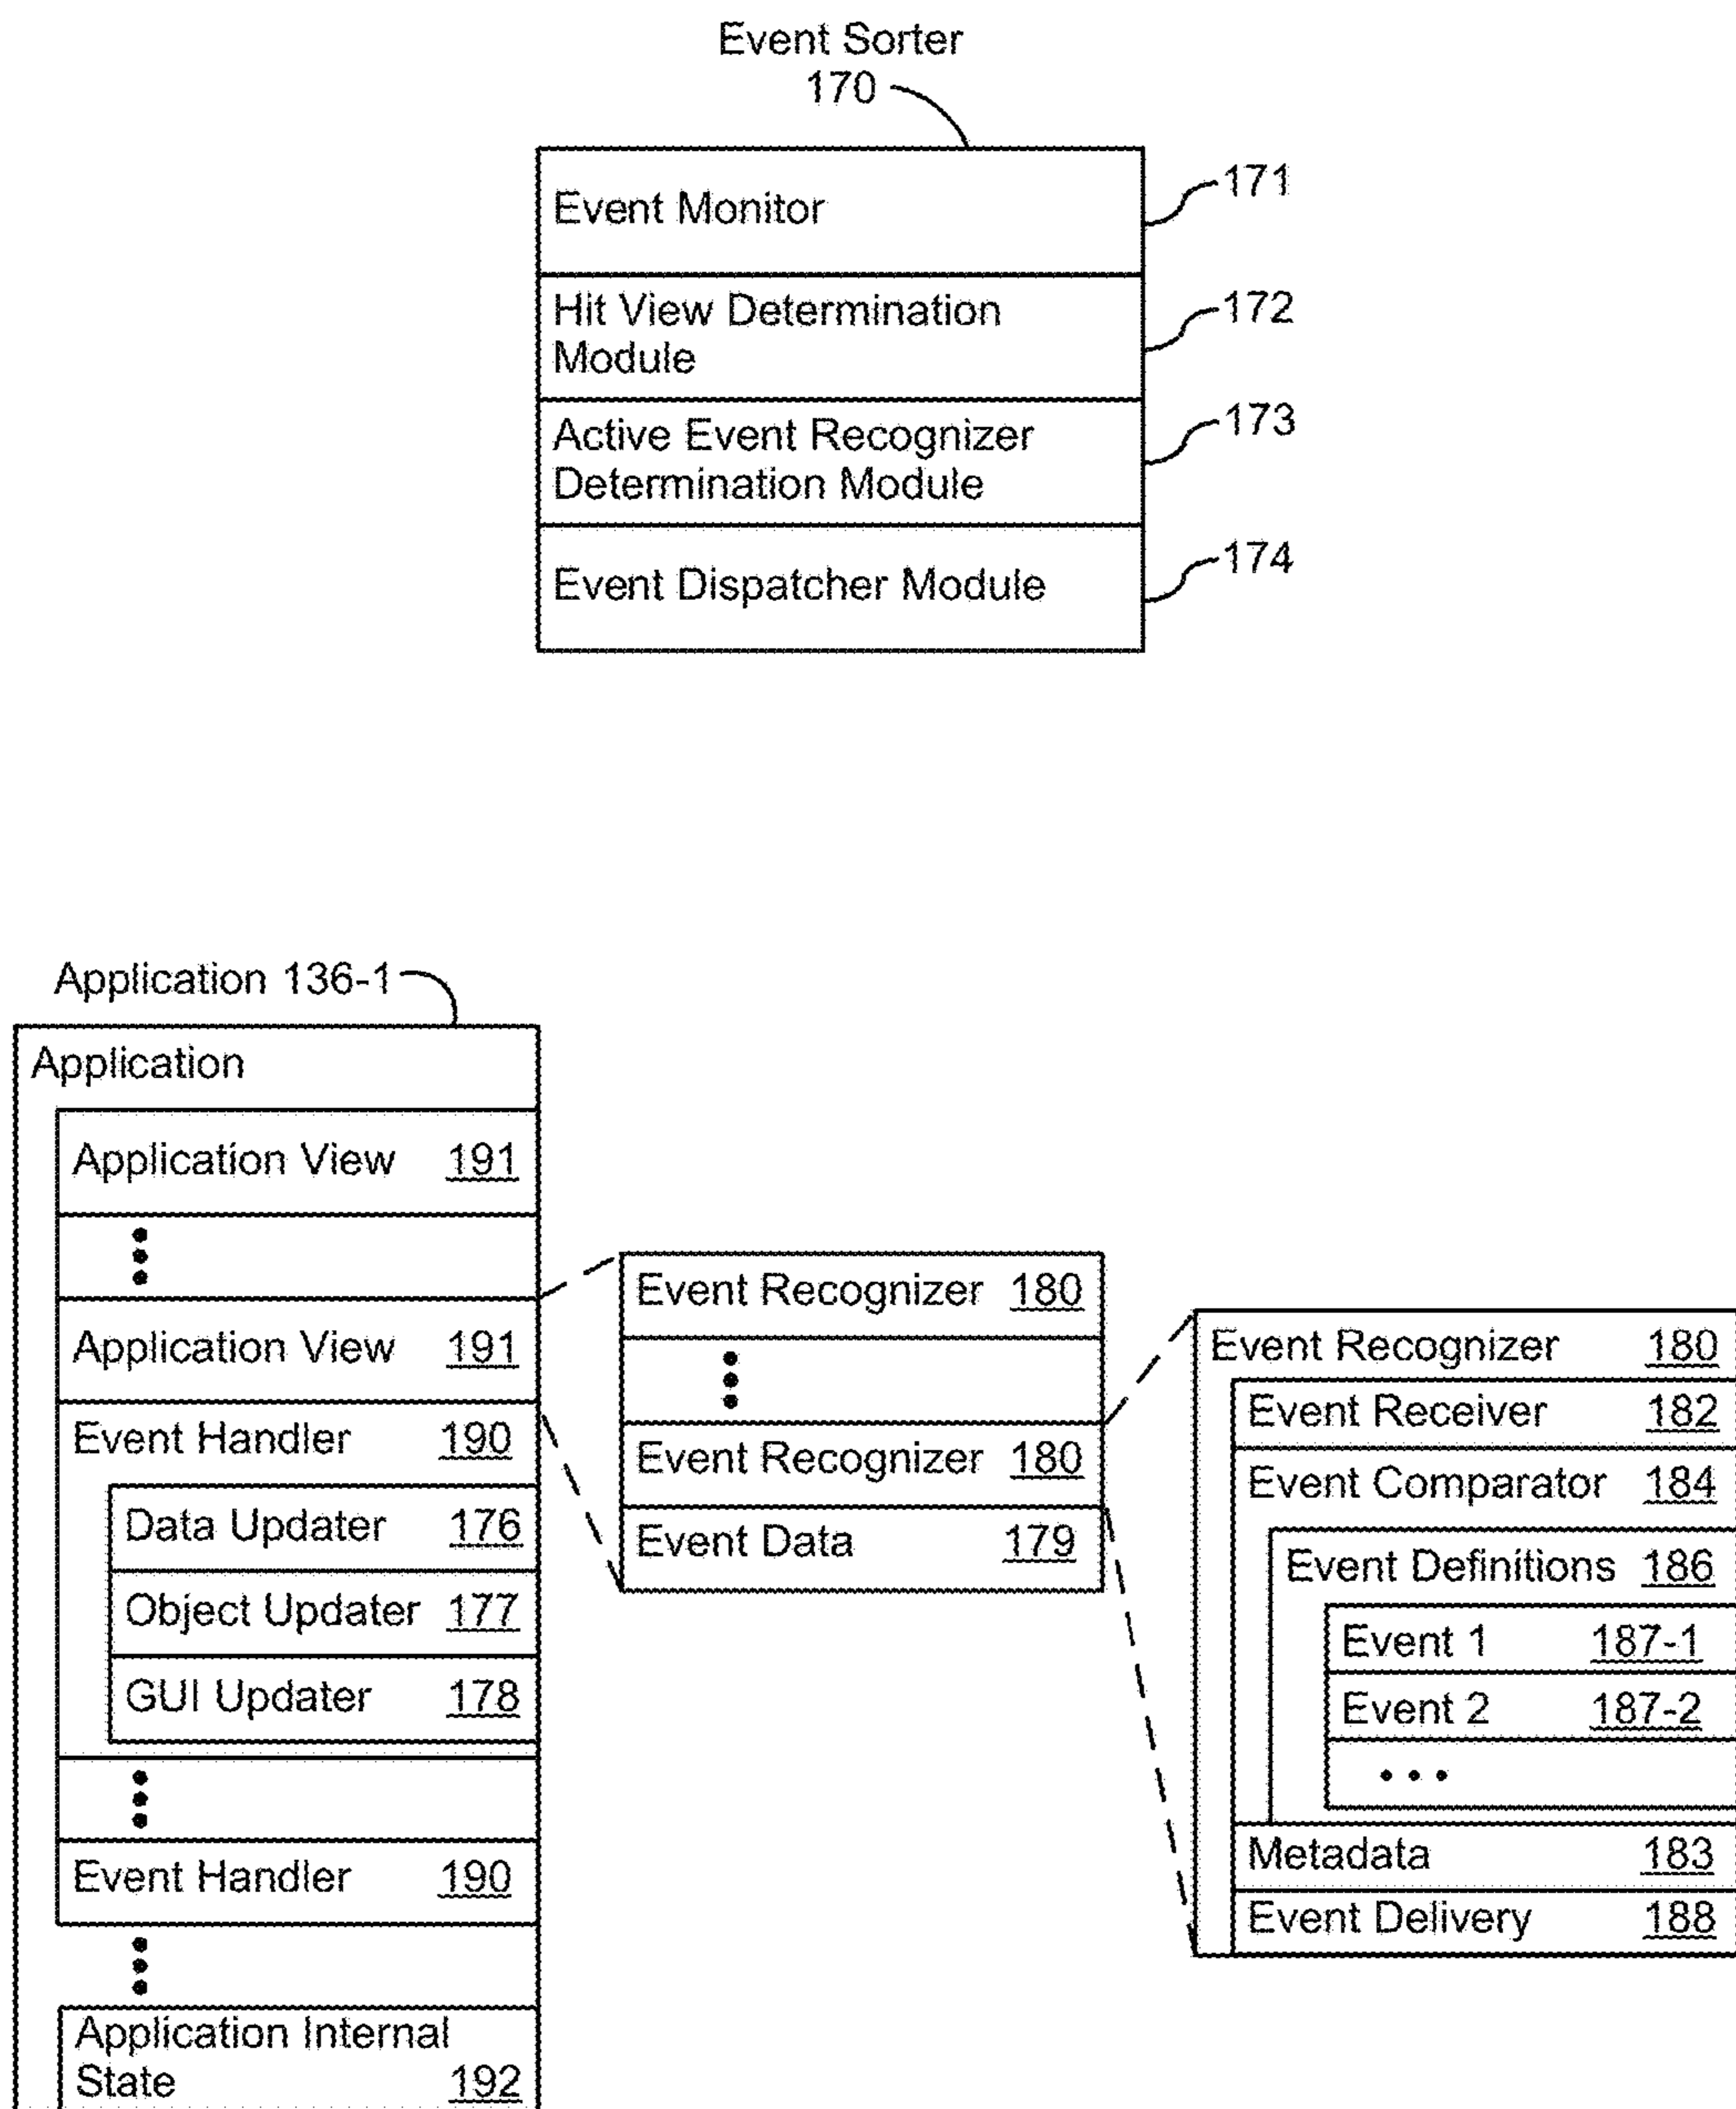 Event Sorter
170
Event Monitor
171
Hit View Determination
Module
172
Active Event Recognizer
Determination Module
173
Event Dispatcher Module
174
Application 136-1
Application
Application View 191
Application View 191
Event Handler 190
Data Updater 176
Object Updater 177
GUI Updater 178
Event Handler 190
Application Internal
State 192
Event Recognizer 180
Event Recognizer 180
Event Data 179
Event Recognizer 180
Event Receiver 182
Event Comparator 184
Event Definitions 186
Event 1 187-1
Event 2 187-2
Metadata 183
Event Delivery 188